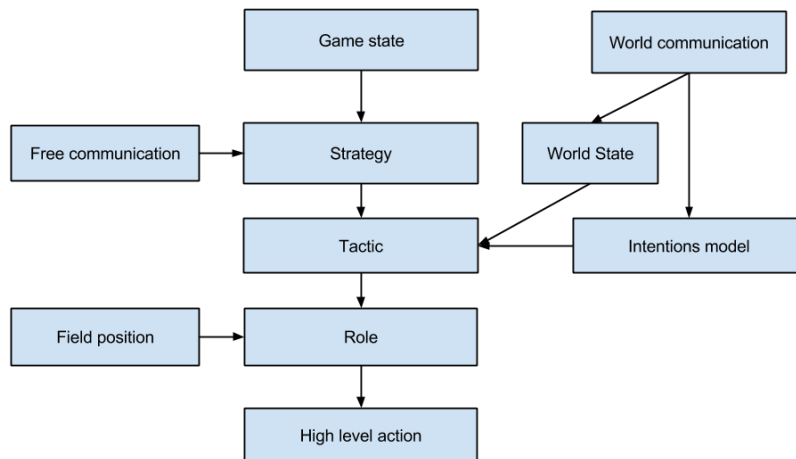 Game state
World communication
Free communication
Strategy
World State
Tactic
Intentions model
Field position
Role
High level action